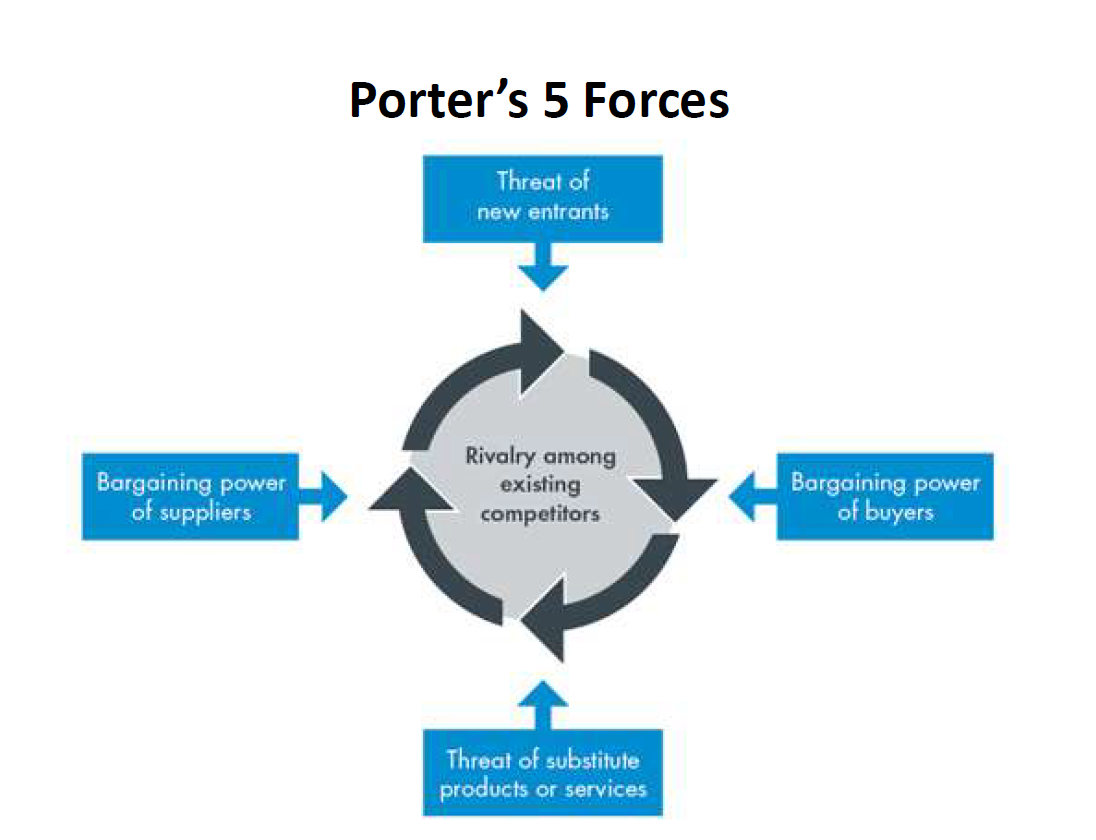 Porter’s 5 Forces
Threat of
new entrants
Bargaining power
of suppliers
Rivalry among
existing
competitors
Bargaining power
of buyers
Threat of substitute
products or services